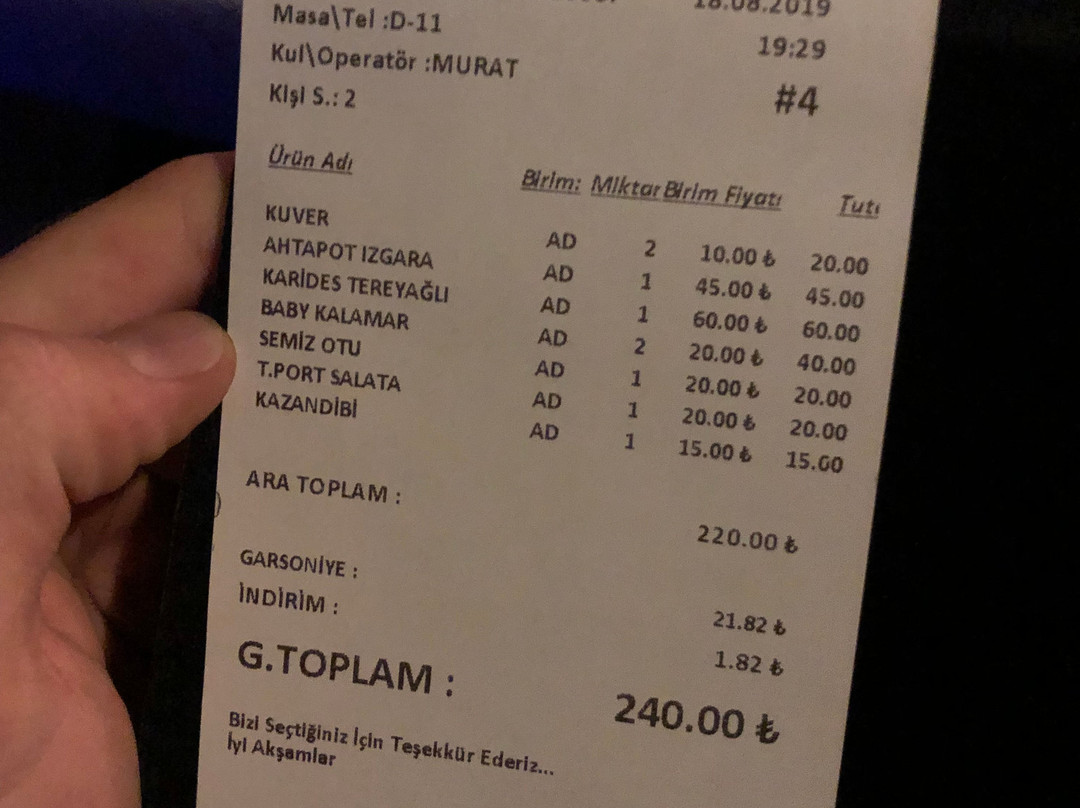 18.08.2019
Masa\Tel :D-11 19:29
Kul\Operatör :MURAT
Kişi S.: 2 #4
Ürün Adı Birim: Miktar Birim Fiyatı Tutı
KUVER AD 2 10.00 ₺ 20.00
AHTAPOT IZGARA AD 1 45.00 ₺ 45.00
KARİDES TEREYAĞLI AD 1 60.00 ₺ 60.00
BABY KALAMAR AD 2 20.00 ₺ 40.00
SEMİZ OTU AD 1 20.00 ₺ 20.00
T.PORT SALATA AD 1 20.00 ₺ 20.00
KAZANDİBİ AD 1 15.00 ₺ 15.00
ARA TOPLAM : 220.00 ₺
GARSONİYE : 21.82 ₺
İNDİRİM : 1.82 ₺
G.TOPLAM : 240.00 ₺
Bizi Seçtiğiniz İçin Teşekkür Ederiz...
İyi Akşamlar